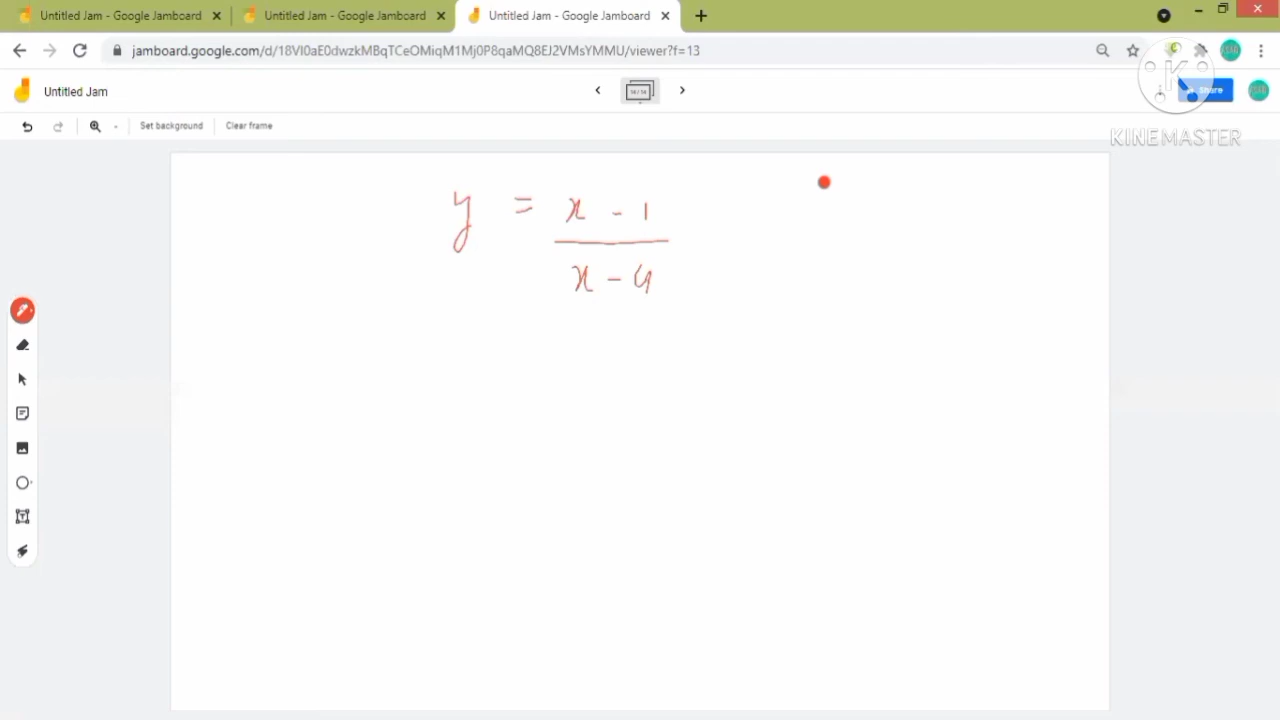 Untitled Jam - Google Jamboard Untitled Jam - Google Jamboard Untitled Jam - Google Jamboard
jamboard.google.com/d/18VI0aE0dwzkMBqTCeOMiqM1Mj0P8qaMQ8EJ2VMsYMMU/viewer?f=13
Untitled Jam
Share
KINEMASTER
Set background Clear frame
y = x - 1
x - 4